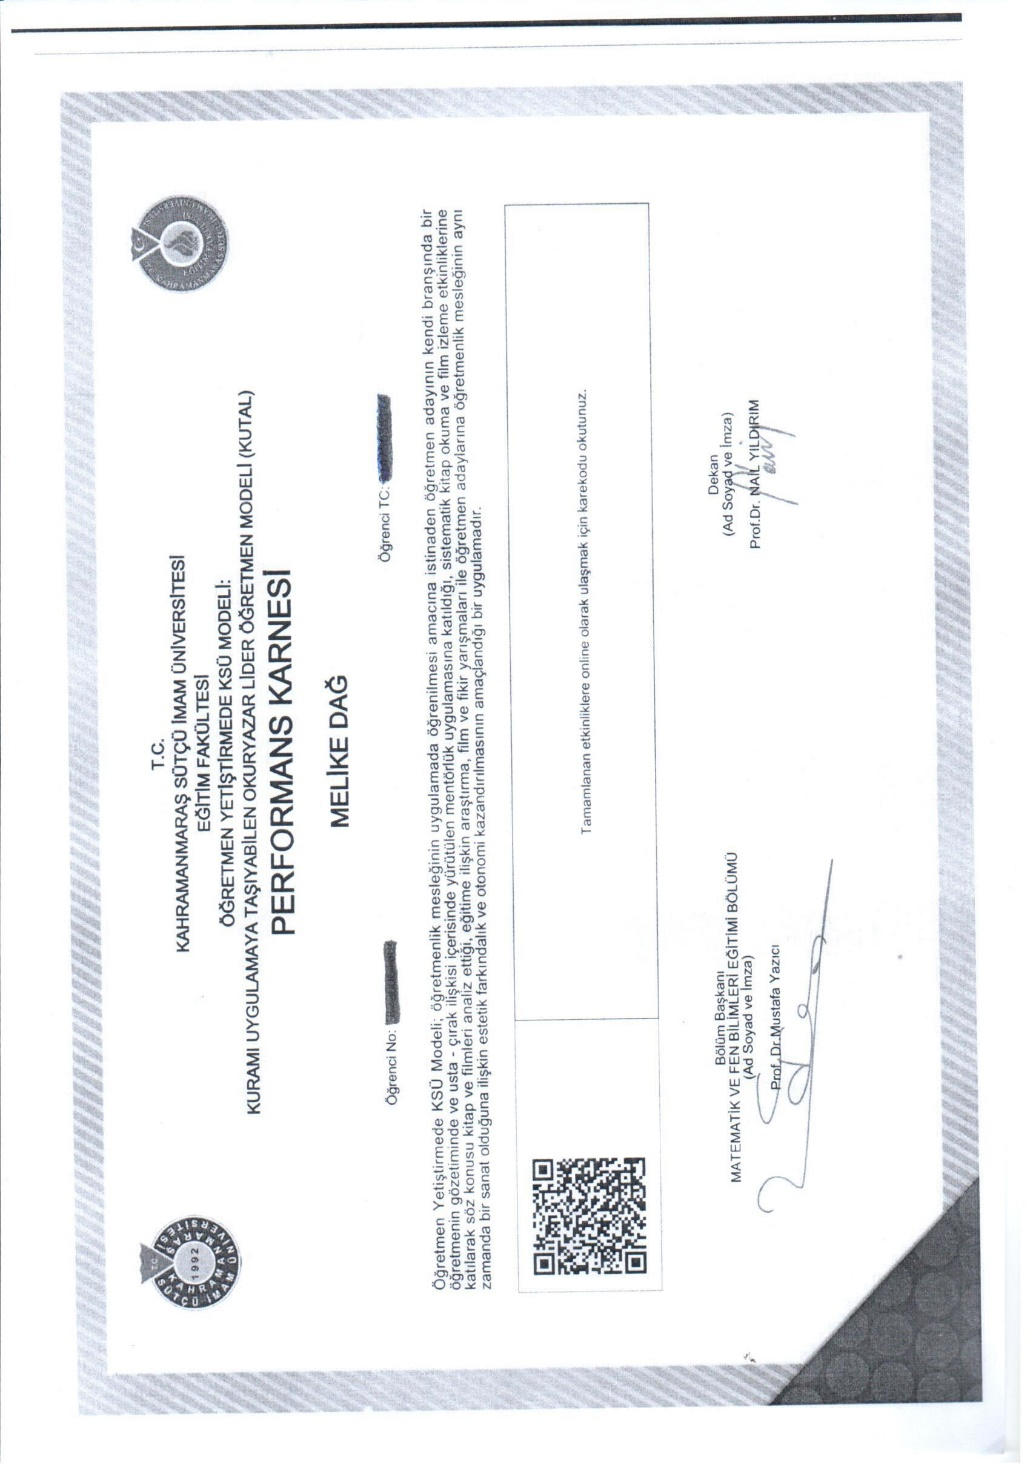 T.C.
KAHRAMANMARAŞ SÜTÇÜ İMAM ÜNİVERSİTESİ
EĞİTİM FAKÜLTESİ
ÖĞRETMEN YETİŞTİRMEDE KSÜ MODELİ:
KURAMI UYGULAMAYA TAŞIYABİLEN OKURYAZAR LİDER ÖĞRETMEN MODELİ (KUTAL)
PERFORMANS KARNESİ
MELİKE DAĞ
Öğrenci No:
Öğrenci TC:
Öğretmen Yetiştirmede KSÜ Modeli; öğretmenlik mesleğinin uygulamada öğrenilmesi amacına istinaden öğretmen adayının kendi branşında bir
öğretmenin gözetiminde ve usta - çırak ilişkisi içerisinde yürütülen mentörlük uygulamasına katıldığı, sistematik kitap okuma ve film izleme etkinliklerine
katılarak söz konusu kitap ve filmleri analiz ettiği, eğitime ilişkin araştırma, film ve fikir yarışmaları ile öğretmen adaylarına öğretmenlik mesleğinin aynı
zamanda bir sanat olduğuna ilişkin estetik farkındalık ve otonomi kazandırılmasının amaçlandığı bir uygulamadır.
Tamamlanan etkinliklere online olarak ulaşmak için karekodu okutunuz.
Bölüm Başkanı
MATEMATİK VE FEN BİLİMLERİ EĞİTİMİ BÖLÜMÜ
(Ad Soyad ve İmza)
Prof. Dr.Mustafa Yazıcı
Dekan
(Ad Soyad ve İmza)
Prof.Dr. NAİL YILDIRIM
T.C.
KAHRAMANMARAŞ
SÜTÇÜ İMAM ÜNİVERSİTESİ
1992